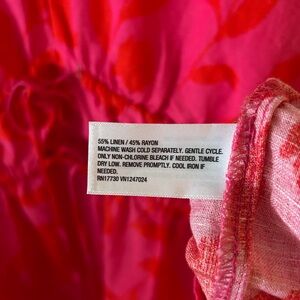 55% LINEN / 45% RAYON
MACHINE WASH COLD SEPARATELY. GENTLE CYCLE.
ONLY NON-CHLORINE BLEACH IF NEEDED. TUMBLE
DRY LOW. REMOVE PROMPTLY. COOL IRON IF
NEEDED.
RN17730 VN1247024